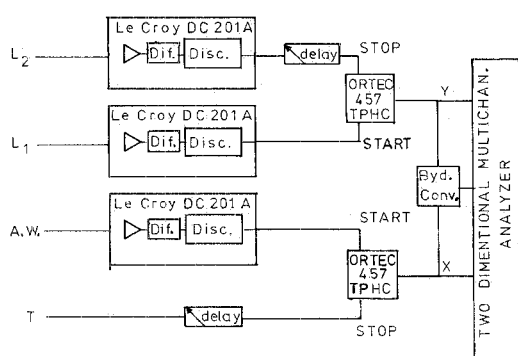 Le Croy DC 201A
L2
Dif.
Disc.
delay
STOP
ORTEC
457
TPHC
Y
Le Croy DC 201A
L1
Dif.
Disc.
START
Byd.
Conv.
Le Croy DC 201A
A.W.
Dif.
Disc.
START
ORTEC
457
TPHC
X
T
delay
STOP
TWO DIMENTIONAL MULTICHAN.
ANALYZER